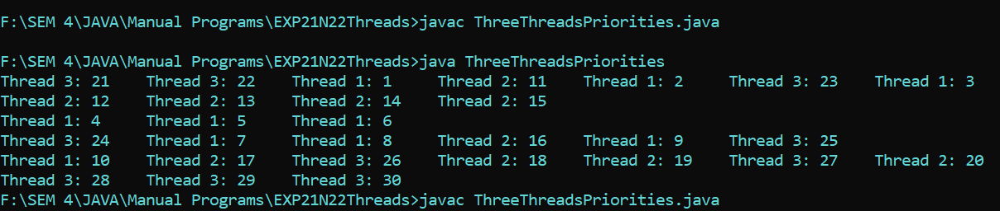 F:\SEM 4\JAVA\Manual Programs\EXP21N22Threads>javac ThreeThreadsPriorities.java
F:\SEM 4\JAVA\Manual Programs\EXP21N22Threads>java ThreeThreadsPriorities
Thread 3: 21    Thread 3: 22    Thread 1: 1     Thread 2: 11    Thread 1: 2     Thread 3: 23    Thread 1: 3
Thread 2: 12    Thread 2: 13    Thread 2: 14    Thread 2: 15
Thread 1: 4     Thread 1: 5     Thread 1: 6
Thread 3: 24    Thread 1: 7     Thread 1: 8     Thread 2: 16    Thread 1: 9     Thread 3: 25
Thread 1: 10    Thread 2: 17    Thread 3: 26    Thread 2: 18    Thread 2: 19    Thread 3: 27    Thread 2: 20
Thread 3: 28    Thread 3: 29    Thread 3: 30
F:\SEM 4\JAVA\Manual Programs\EXP21N22Threads>javac ThreeThreadsPriorities.java